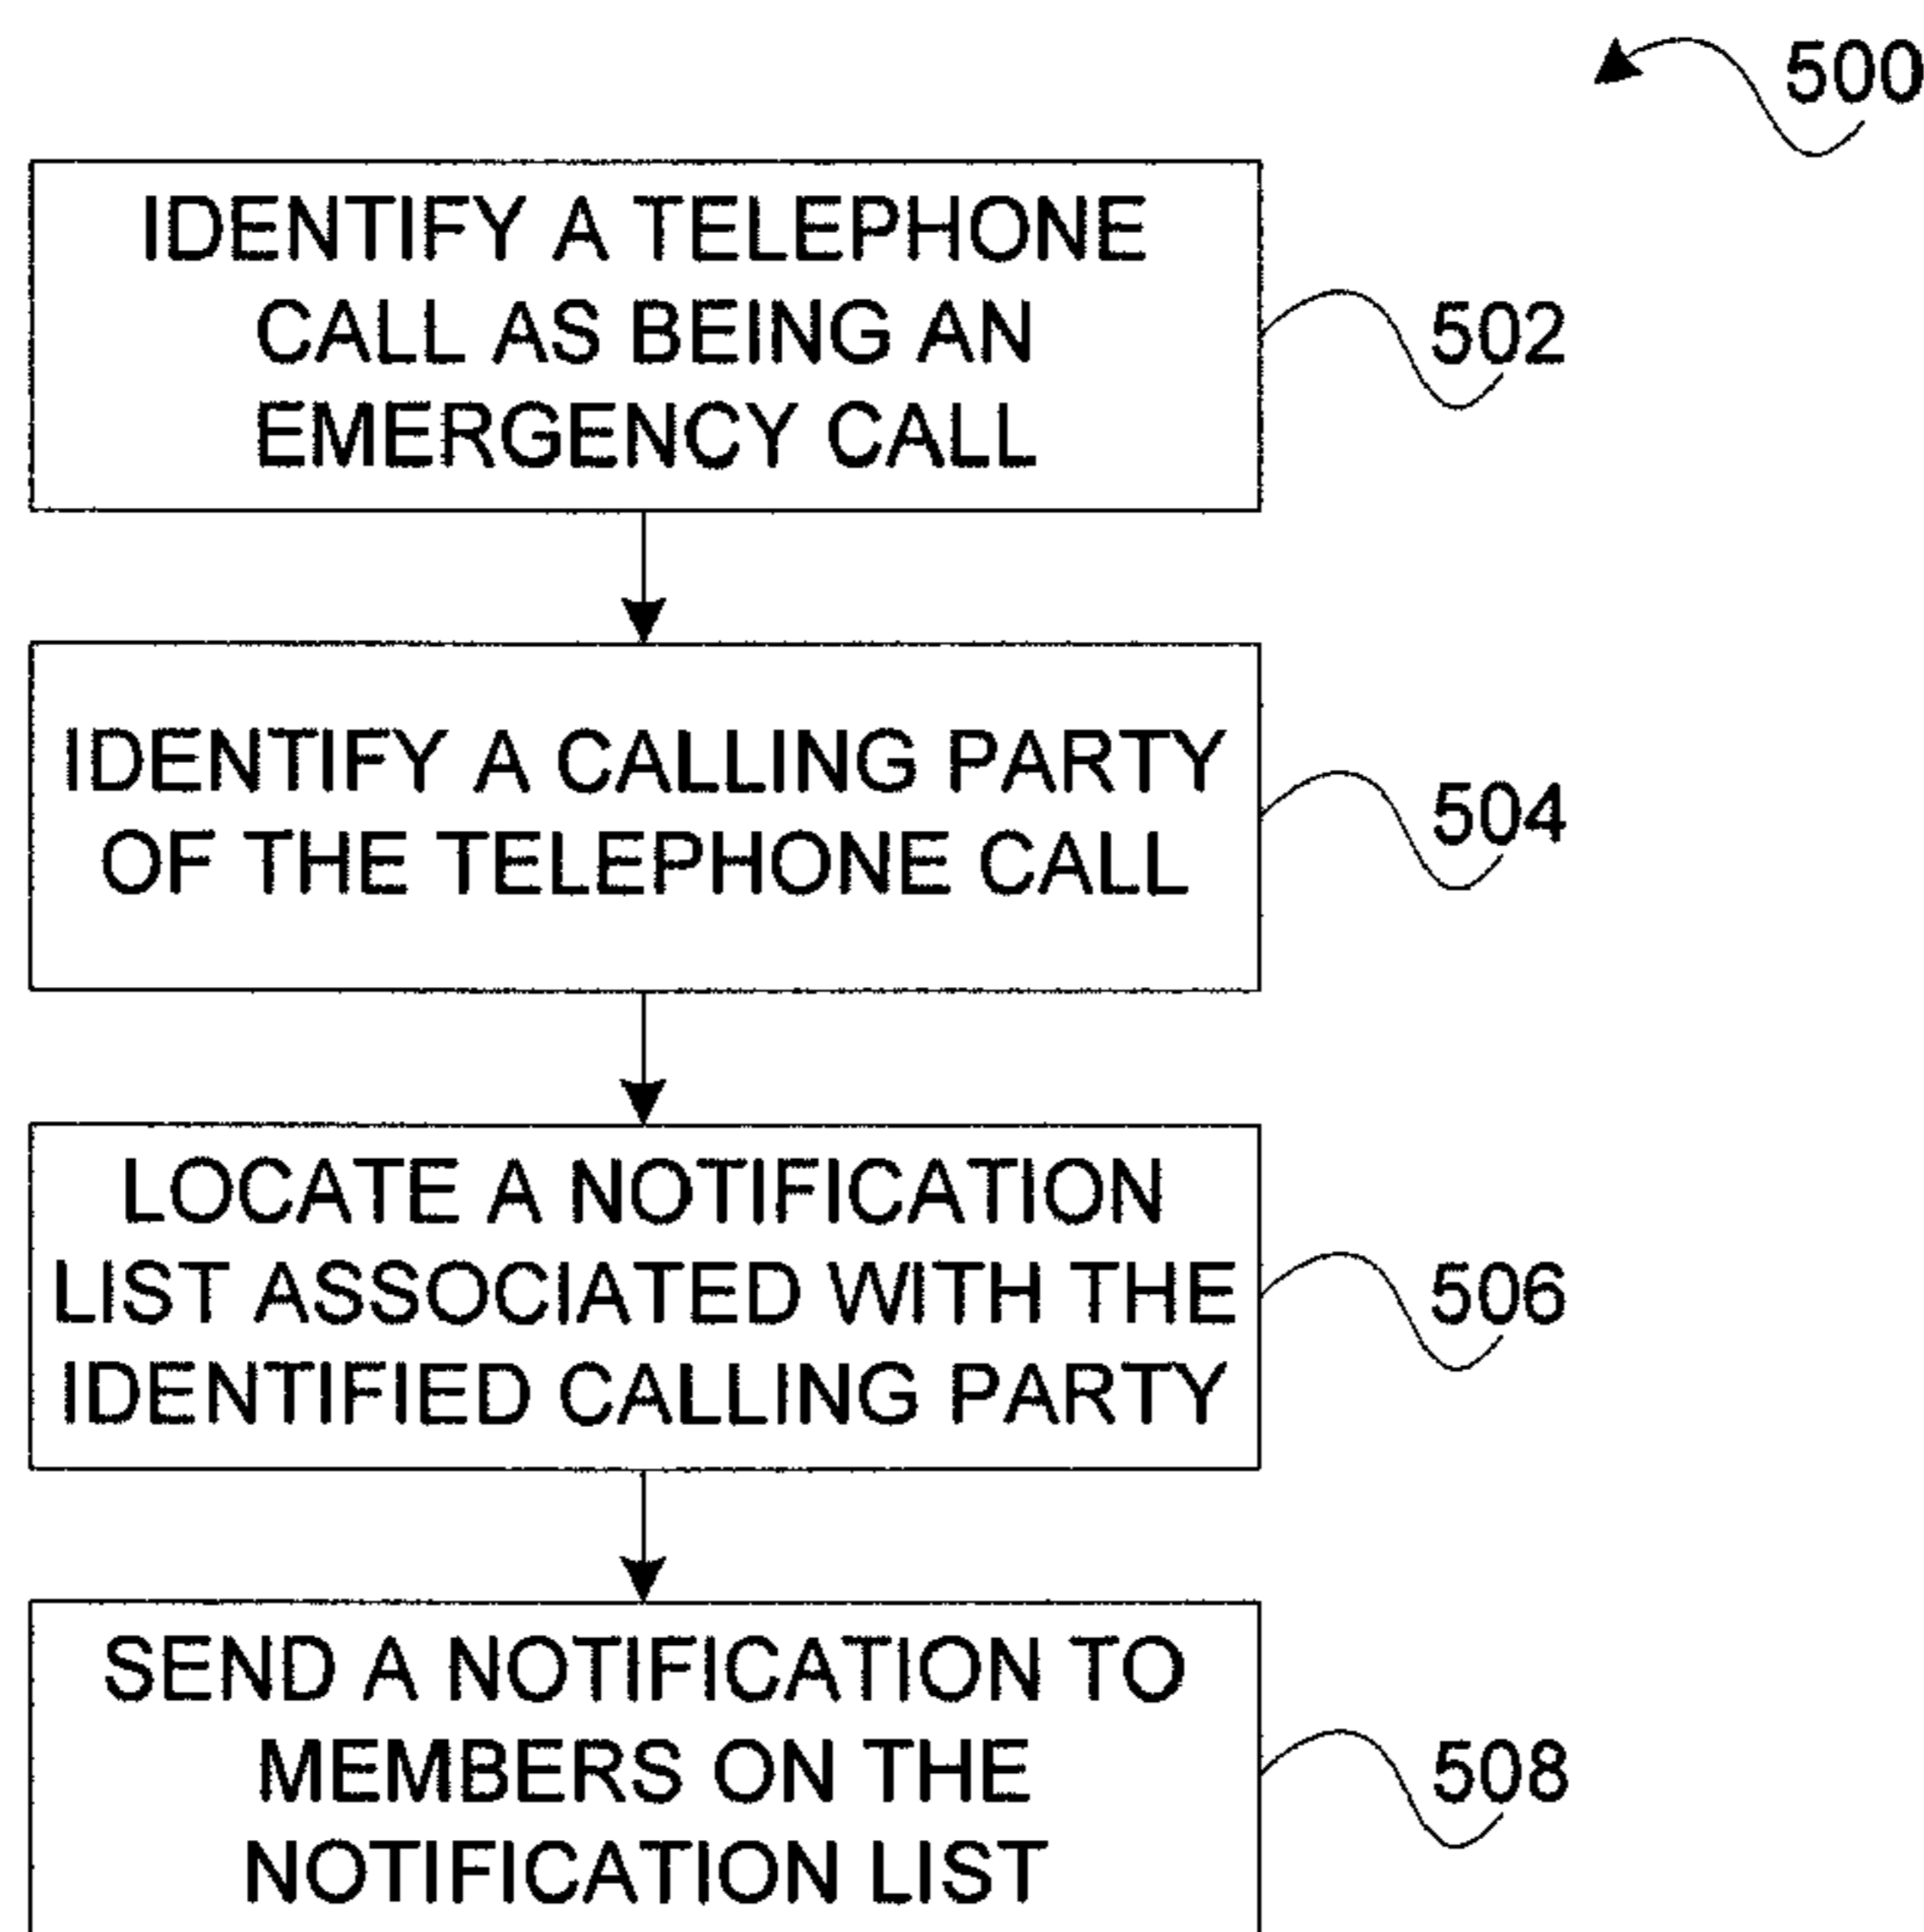 500
IDENTIFY A TELEPHONE
CALL AS BEING AN
EMERGENCY CALL
502
IDENTIFY A CALLING PARTY
OF THE TELEPHONE CALL
504
LOCATE A NOTIFICATION
LIST ASSOCIATED WITH THE
IDENTIFIED CALLING PARTY
506
SEND A NOTIFICATION TO
MEMBERS ON THE
NOTIFICATION LIST
508